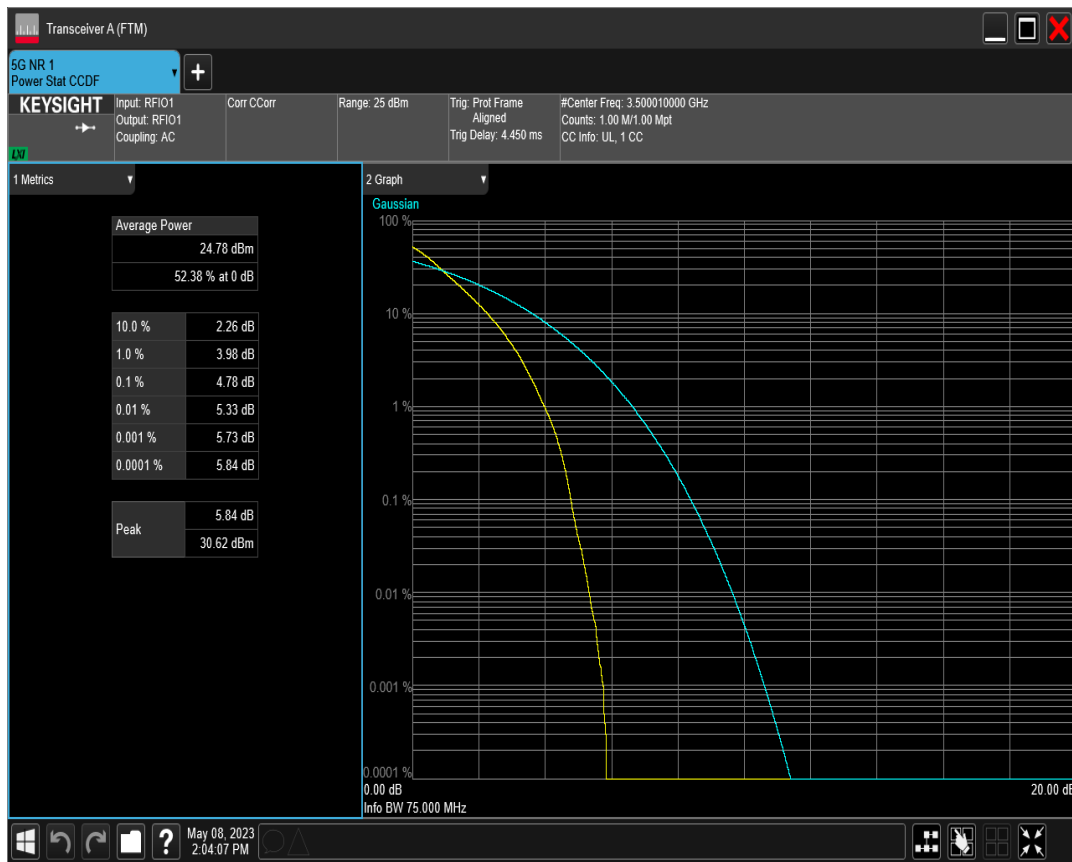 Transceiver A (FTM)
5G NR 1
Power Stat CCDF
+
KEYSIGHT
LXI
Input: RFIO1
Output: RFIO1
Coupling: AC
Corr CCorr
Range: 25 dBm
Trig: Prot Frame
Aligned
Trig Delay: 4.450 ms
#Center Freq: 3.500010000 GHz
Counts: 1.00 M/1.00 Mpt
CC Info: UL, 1 CC
1 Metrics
Average Power
24.78 dBm
52.38 % at 0 dB
10.0 % 2.26 dB
1.0 % 3.98 dB
0.1 % 4.78 dB
0.01 % 5.33 dB
0.001 % 5.73 dB
0.0001 % 5.84 dB
Peak 5.84 dB
30.62 dBm
2 Graph
Gaussian
100 %
10 %
1 %
0.1 %
0.01 %
0.001 %
0.0001 %
0.00 dB 20.00 dB
Info BW 75.000 MHz
?
May 08, 2023
2:04:07 PM